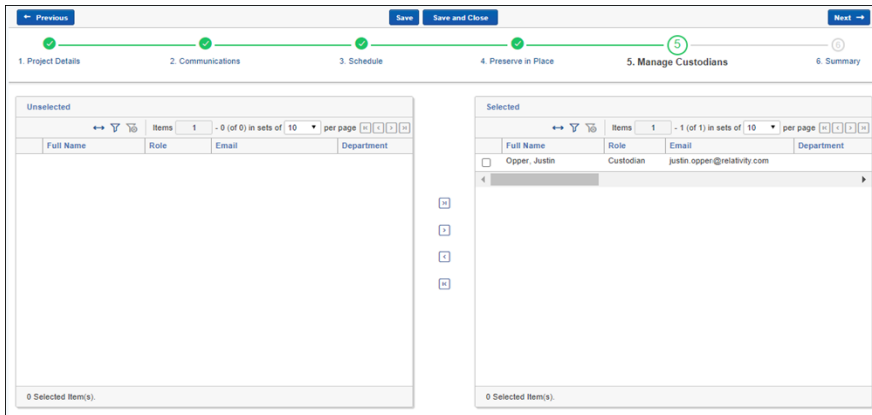 ← Previous
Save
Save and Close
Next →
5
6
1. Project Details
2. Communications
3. Schedule
4. Preserve in Place
5. Manage Custodians
6. Summary
Unselected
Items 1 - 0 (of 0) in sets of 10 per page
Full Name Role Email Department
0 Selected Item(s).
Selected
Items 1 - 1 (of 1) in sets of 10 per page
Full Name Role Email Department
Opper, Justin Custodian justin.opper@relativity.com
0 Selected Item(s).